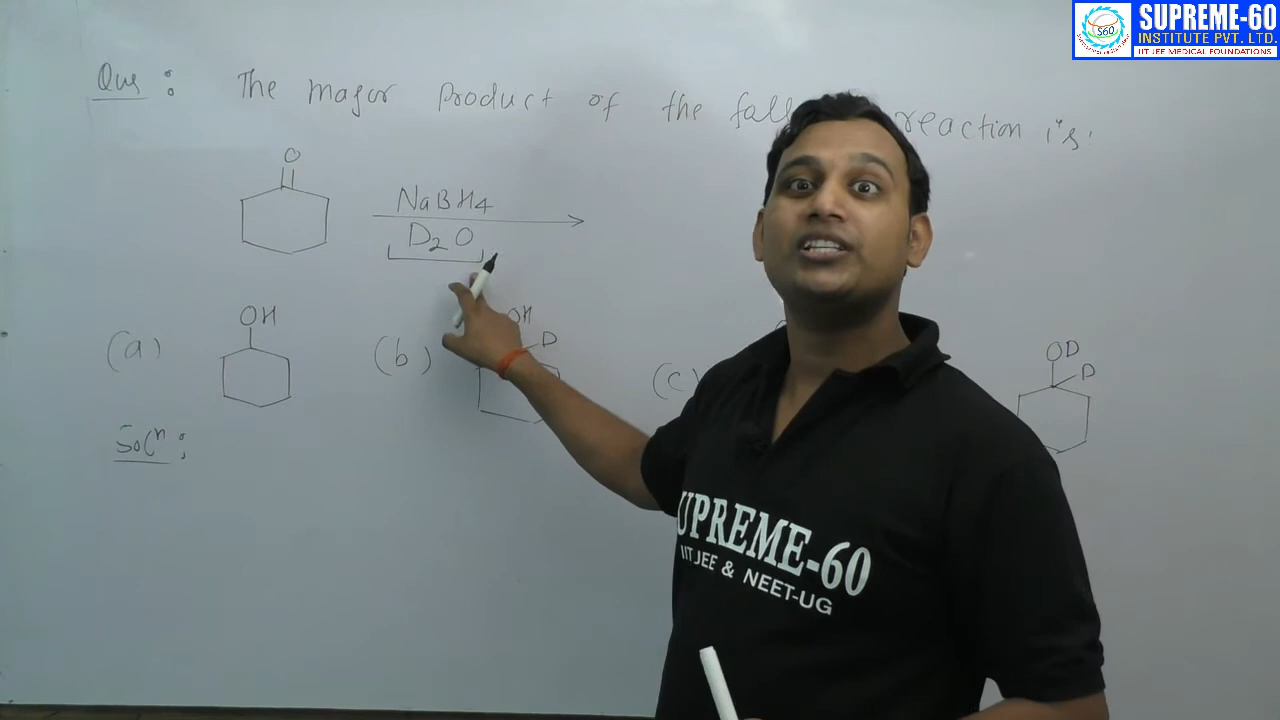 SUPREME-60
INSTITUTE PVT. LTD.
IIT JEE MEDICAL FOUNDATIONS
S60
Que : The major product of the reaction is:
O
NaBH4
D2O
(a) OH
(b) OH D
(c)
OD D
Solⁿ :
UPREME-60
IIT JEE & NEET-UG